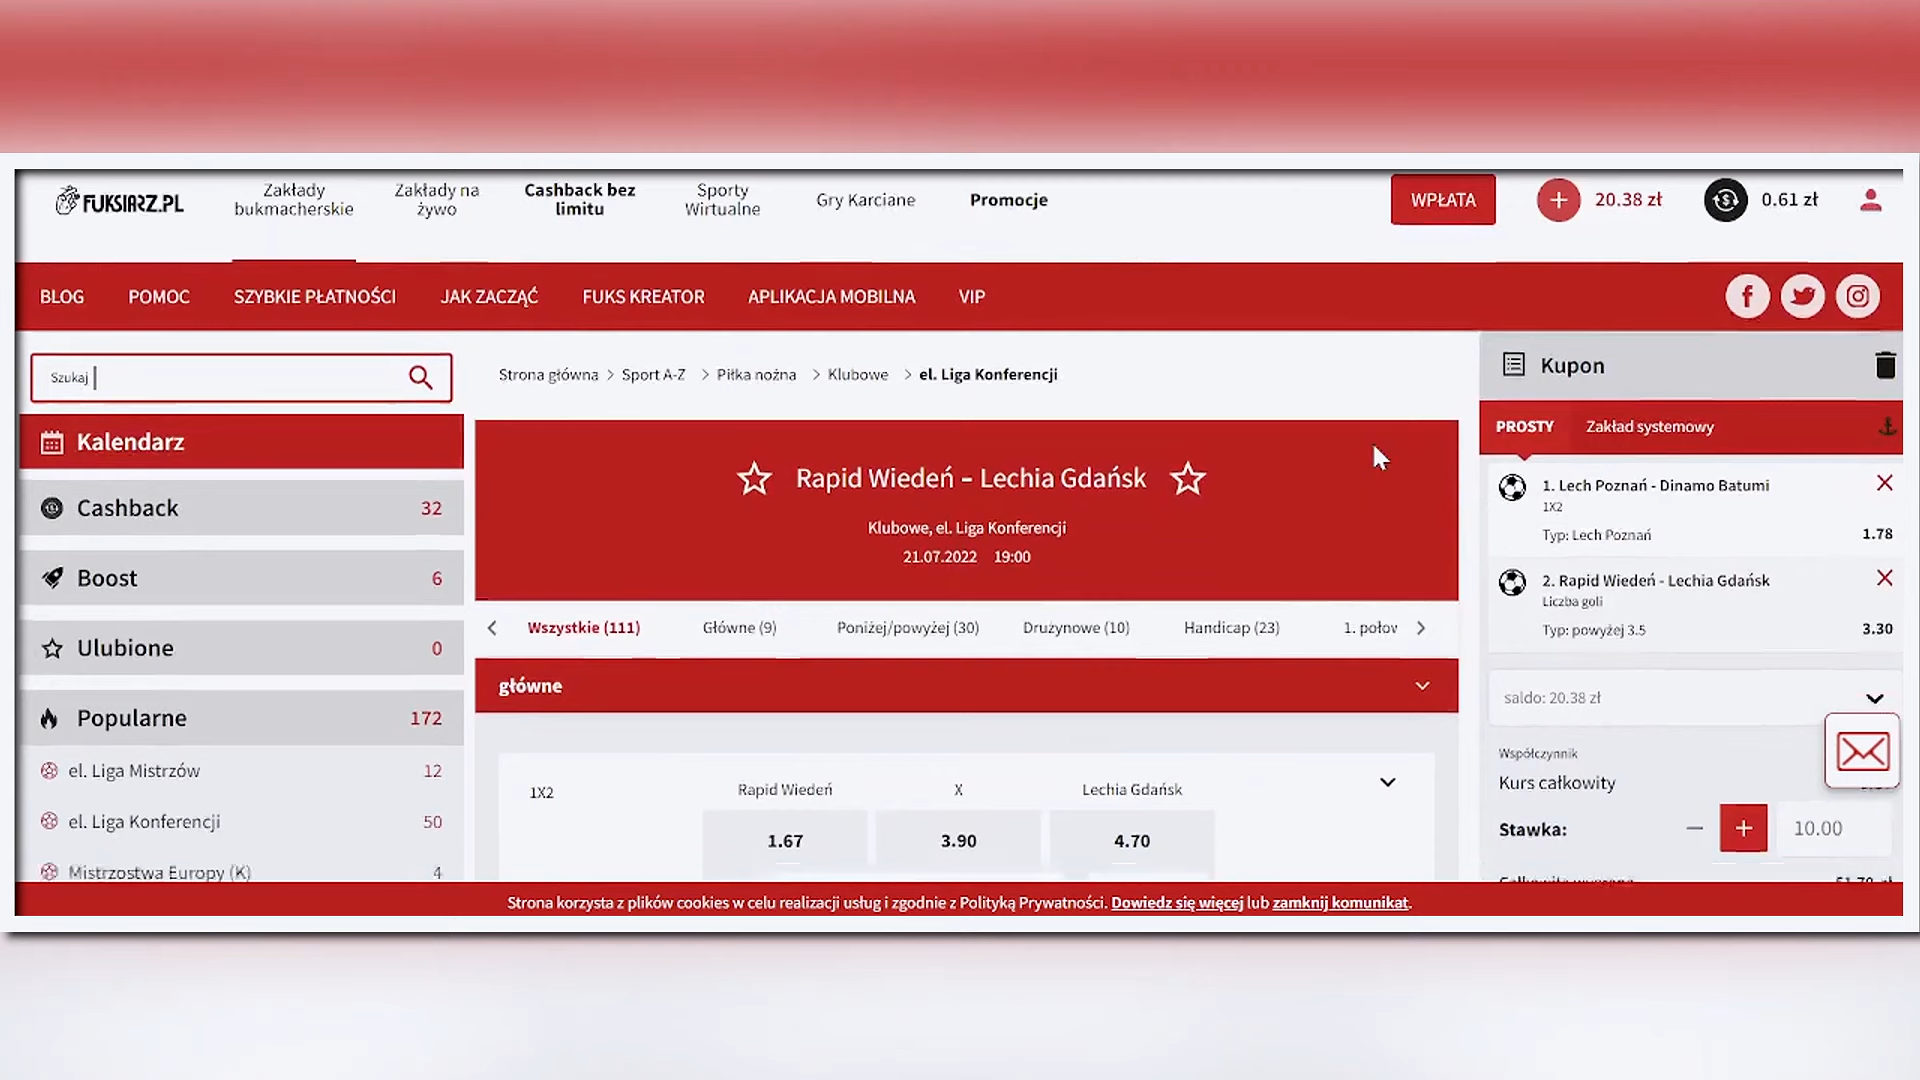 FUKSIARZ.PL
Zakłady
bukmacherskie
Zakłady na
żywo
Cashback bez
limitu
Sporty
Wirtualne
Gry Karciane
Promocje
WPŁATA
20.38 zł
0.61 zł
BLOG
POMOC
SZYBKIE PŁATNOŚCI
JAK ZACZĄĆ
FUKS KREATOR
APLIKACJA MOBILNA
VIP
Szukaj
Kalendarz
Cashback 32
Boost 6
Ulubione 0
Popularne 172
el. Liga Mistrzów 12
el. Liga Konferencji 50
Mistrzostwa Europy (K) 4
Strona główna > Sport A-Z > Piłka nożna > Klubowe > el. Liga Konferencji
Rapid Wiedeń - Lechia Gdańsk
Klubowe, el. Liga Konferencji
21.07.2022 19:00
Wszystkie (111)
Główne (9)
Poniżej/powyżej (30)
Drużynowe (10)
Handicap (23)
1. połow
główne
1X2
Rapid Wiedeń
X
Lechia Gdańsk
1.67
3.90
4.70
Kupon
PROSTY
Zakład systemowy
1. Lech Poznań - Dinamo Batumi
1X2
Typ: Lech Poznań 1.78
2. Rapid Wiedeń - Lechia Gdańsk
Liczba goli
Typ: powyżej 3.5 3.30
saldo: 20.38 zł
Współczynnik
Kurs całkowity
Stawka:
10.00
Strona korzysta z plików cookies w celu realizacji usług i zgodnie z Polityką Prywatności. Dowiedz się więcej lub zamknij komunikat.